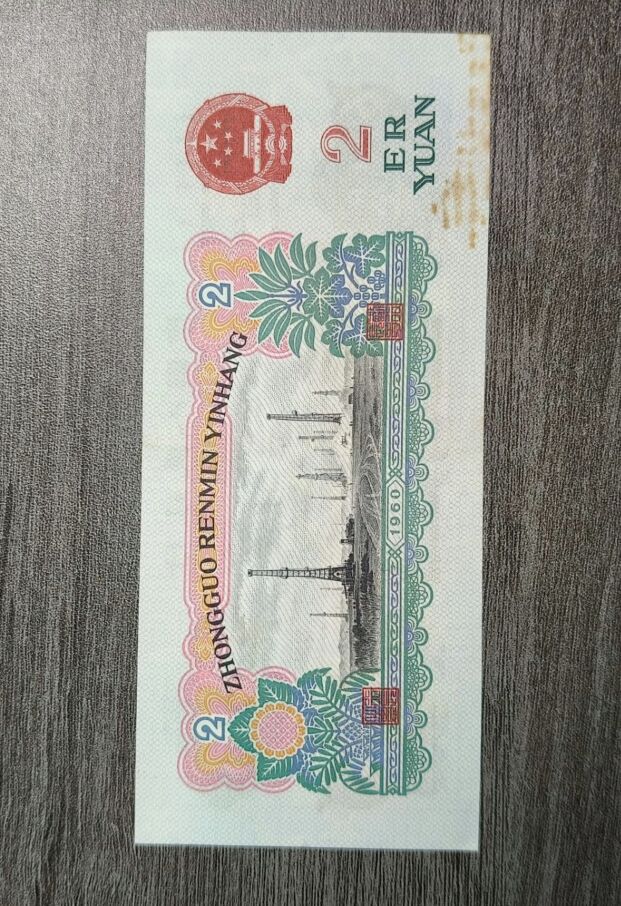 ZHONGGUO RENMIN YINHANG
2
2
2
ER
YUAN
1960